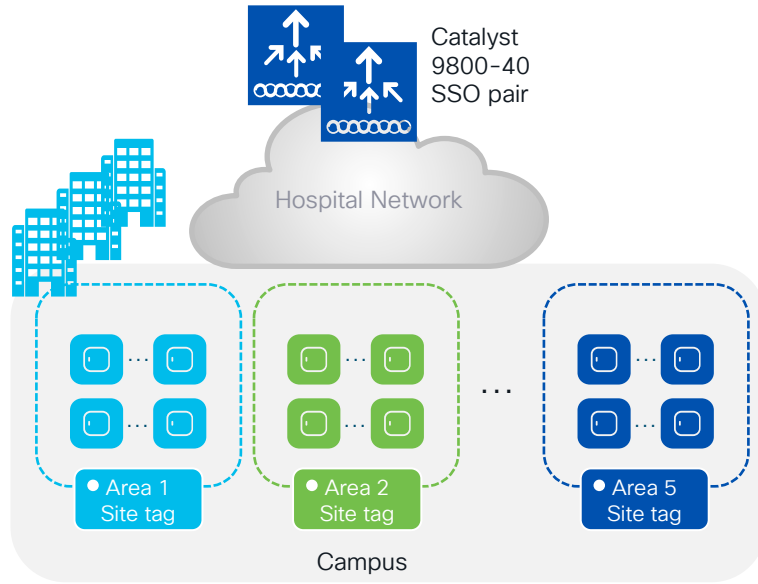 Catalyst
9800-40
SSO pair
Hospital Network
...
...
...
...
...
...
...
Area 1
Site tag
Area 2
Site tag
Area 5
Site tag
Campus